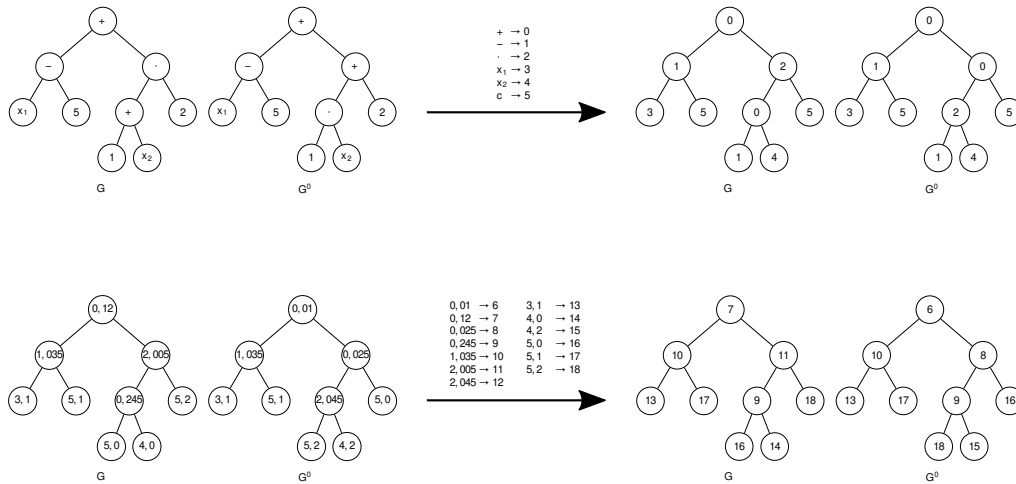 +
− ·
x₁ 5 + 2
1 x₂
G
+
− +
x₁ 5 · 2
1 x₂
G⁰
+ → 0
− → 1
· → 2
x₁ → 3
x₂ → 4
c → 5
0
1 2
3 5 0 5
1 4
G
0
1 0
3 5 2 5
1 4
G⁰
0, 12
1, 035 2, 005
3, 1 5, 1 0, 245 5, 2
5, 0 4, 0
G
0, 01
1, 035 0, 025
3, 1 5, 1 2, 045 5, 0
5, 2 4, 2
G⁰
0, 01 → 6 3, 1 → 13
0, 12 → 7 4, 0 → 14
0, 025 → 8 4, 2 → 15
0, 245 → 9 5, 0 → 16
1, 035 → 10 5, 1 → 17
2, 005 → 11 5, 2 → 18
2, 045 → 12
7
10 11
13 17 9 18
16 14
G
6
10 8
13 17 9 16
18 15
G⁰